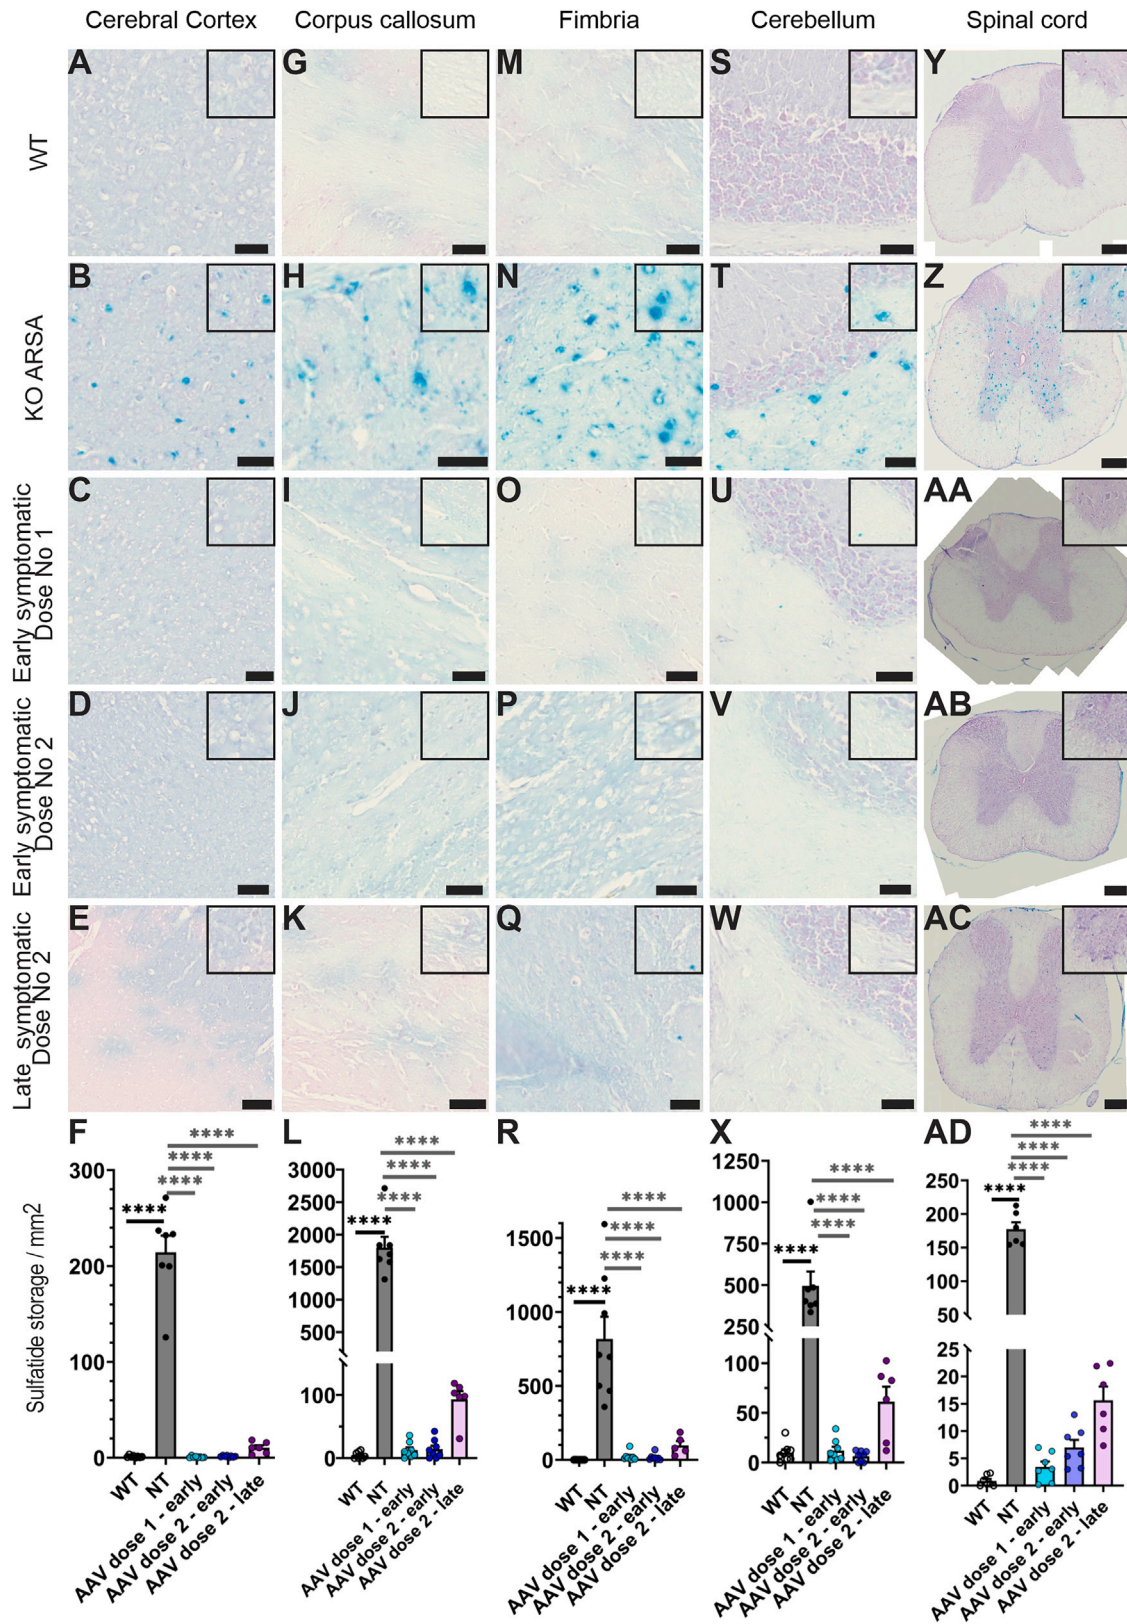 Cerebral Cortex
Corpus callosum
Fimbria
Cerebellum
Spinal cord
WT
A
G
M
S
Y
KO ARSA
B
H
N
T
Z
Early symptomatic
Dose No 1
C
I
O
U
AA
Early symptomatic
Dose No 2
D
J
P
V
AB
Late symptomatic
Dose No 2
E
K
Q
W
AC
Sulfatide storage / mm2
F
****
****
****
****
300
200
100
0
WT
NT
AAV dose 1 - early
AAV dose 2 - early
AAV dose 2 - late
L
****
****
****
****
3000
2500
2000
1500
1000
500
100
0
WT
NT
AAV dose 1 - early
AAV dose 2 - early
AAV dose 2 - late
R
****
****
****
****
1500
1000
500
0
WT
NT
AAV dose 1 - early
AAV dose 2 - early
AAV dose 2 - late
X
****
****
****
****
1250
1000
750
500
250
100
50
0
WT
NT
AAV dose 1 - early
AAV dose 2 - early
AAV dose 2 - late
AD
****
****
****
****
200
150
100
50
25
20
15
10
5
0
WT
NT
AAV dose 1 - early
AAV dose 2 - early
AAV dose 2 - late